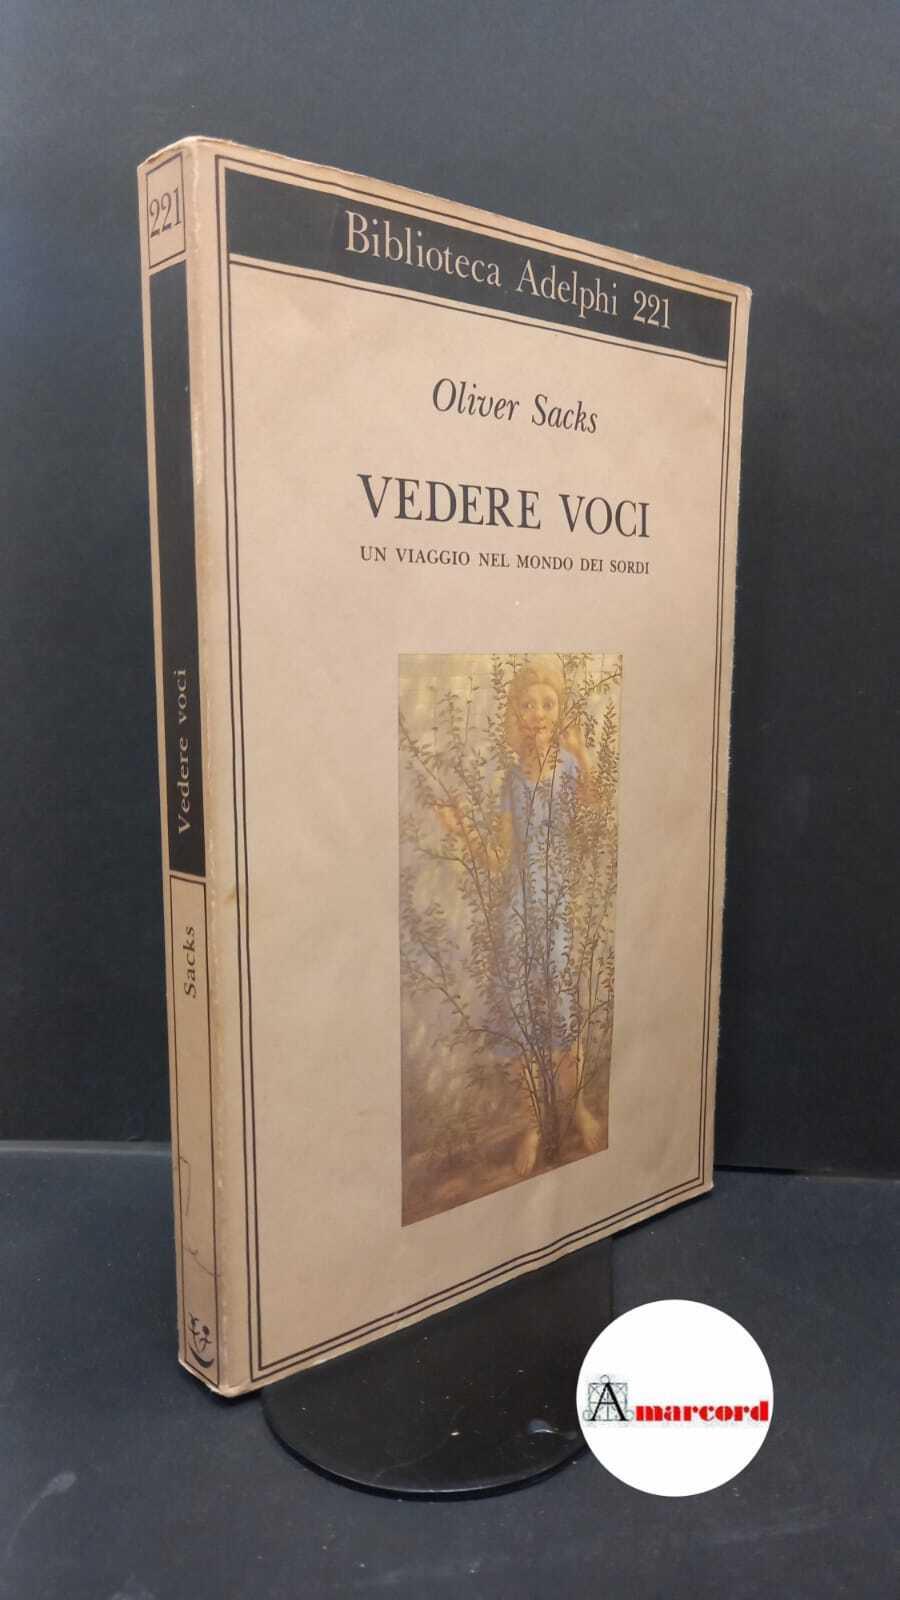 221
Vedere voci
Sacks
Biblioteca Adelphi 221
Oliver Sacks
VEDERE VOCI
UN VIAGGIO NEL MONDO DEI SORDI
Amarcord